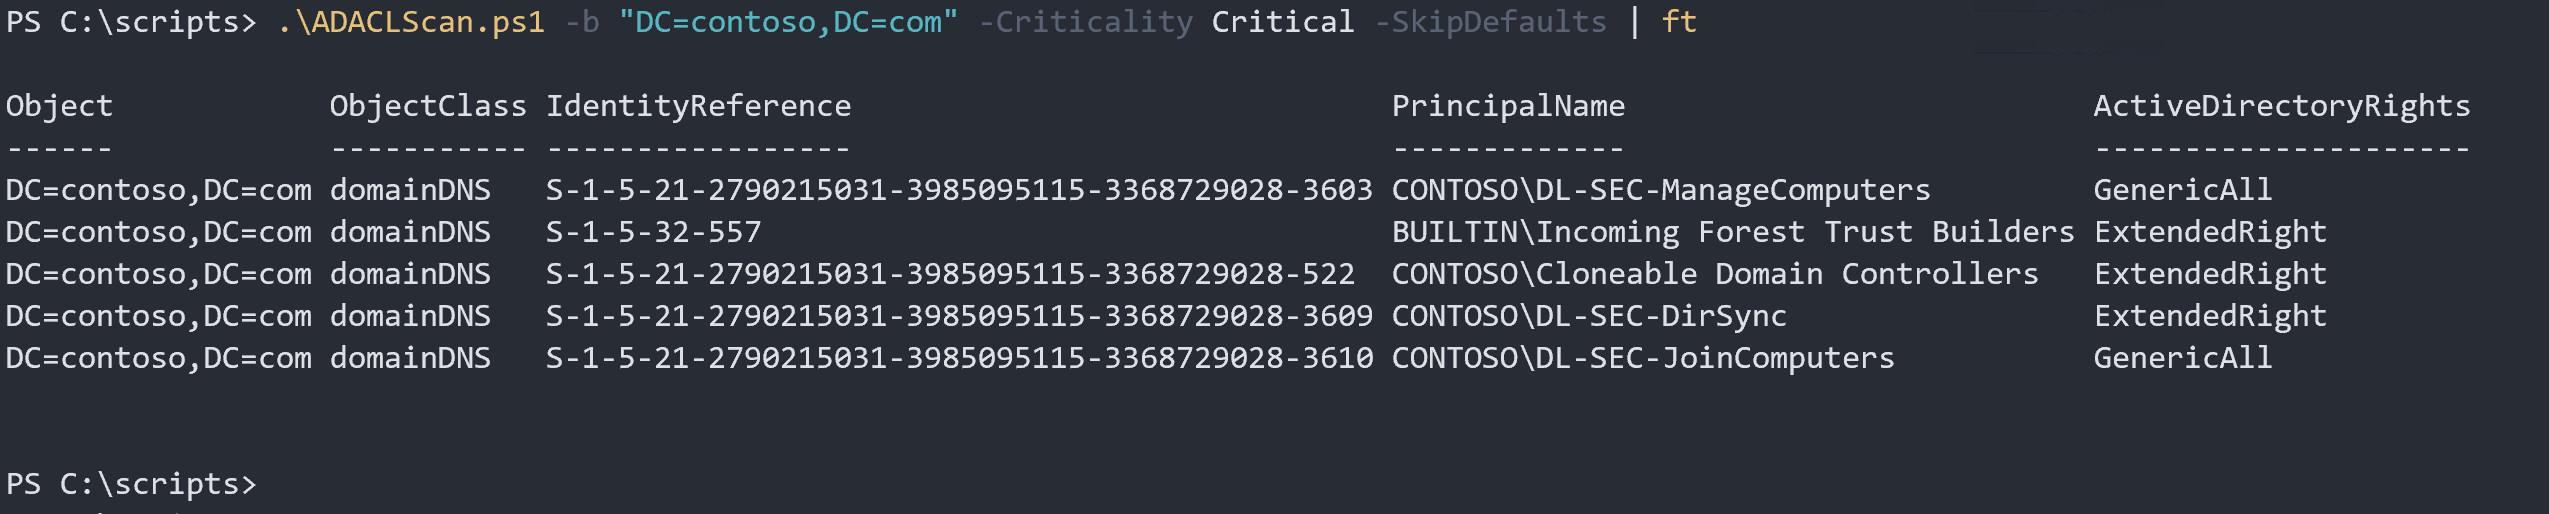 PS C:\scripts> .\ADACLScan.ps1 -b "DC=contoso,DC=com" -Criticality Critical -SkipDefaults | ft
Object ObjectClass IdentityReference PrincipalName ActiveDirectoryRights
------ ----------- ----------------- ------------- ---------------------
DC=contoso,DC=com domainDNS S-1-5-21-2790215031-3985095115-3368729028-3603 CONTOSO\DL-SEC-ManageComputers GenericAll
DC=contoso,DC=com domainDNS S-1-5-32-557 BUILTIN\Incoming Forest Trust Builders ExtendedRight
DC=contoso,DC=com domainDNS S-1-5-21-2790215031-3985095115-3368729028-522 CONTOSO\Cloneable Domain Controllers ExtendedRight
DC=contoso,DC=com domainDNS S-1-5-21-2790215031-3985095115-3368729028-3609 CONTOSO\DL-SEC-DirSync ExtendedRight
DC=contoso,DC=com domainDNS S-1-5-21-2790215031-3985095115-3368729028-3610 CONTOSO\DL-SEC-JoinComputers GenericAll
PS C:\scripts>